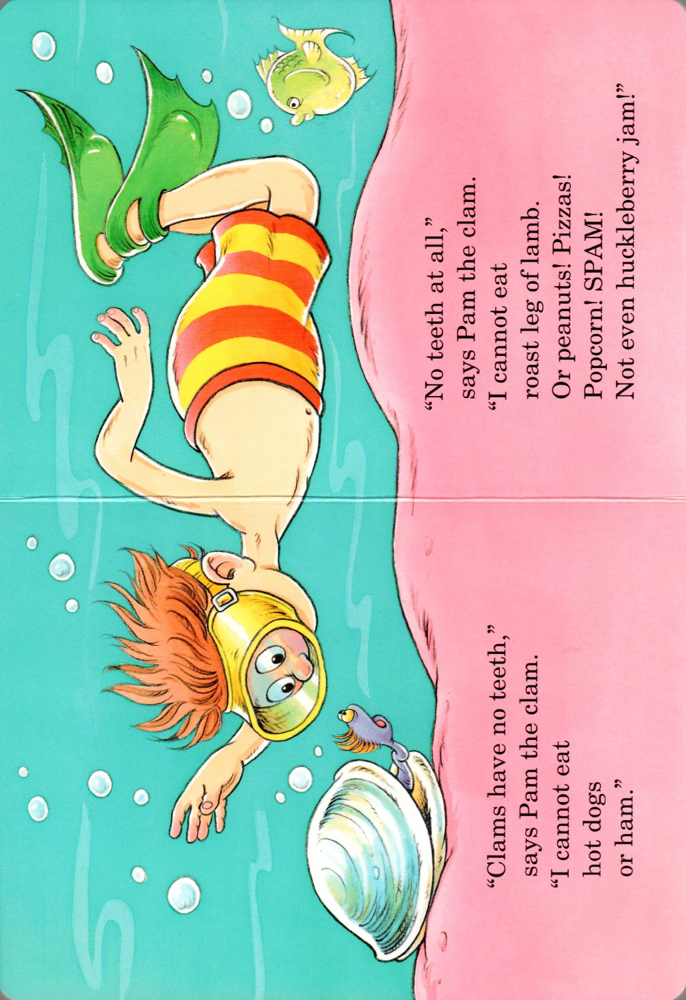 “Clams have no teeth,”
says Pam the clam.
“I cannot eat
hot dogs
or ham.”
“No teeth at all,”
says Pam the clam.
“I cannot eat
roast leg of lamb.
Or peanuts! Pizzas!
Popcorn! SPAM!
Not even huckleberry jam!”